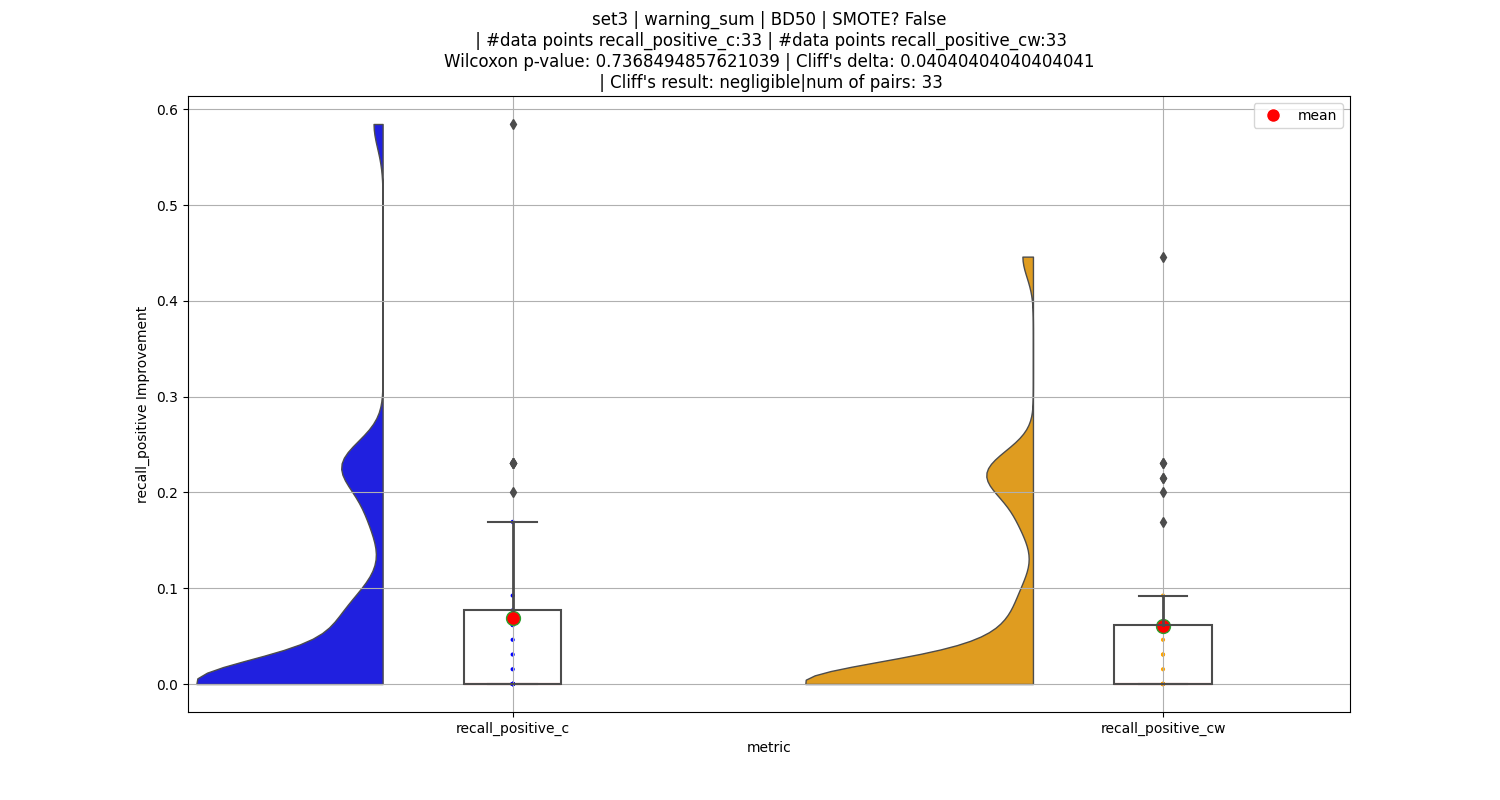 set3 | warning_sum | BD50 | SMOTE? False
| #data points recall_positive_c:33 | #data points recall_positive_cw:33
Wilcoxon p-value: 0.7368494857621039 | Cliff's delta: 0.04040404040404041
| Cliff's result: negligible|num of pairs: 33
mean
0.6
0.5
0.4
0.3
0.2
0.1
0.0
recall_positive Improvement
recall_positive_c
recall_positive_cw
metric